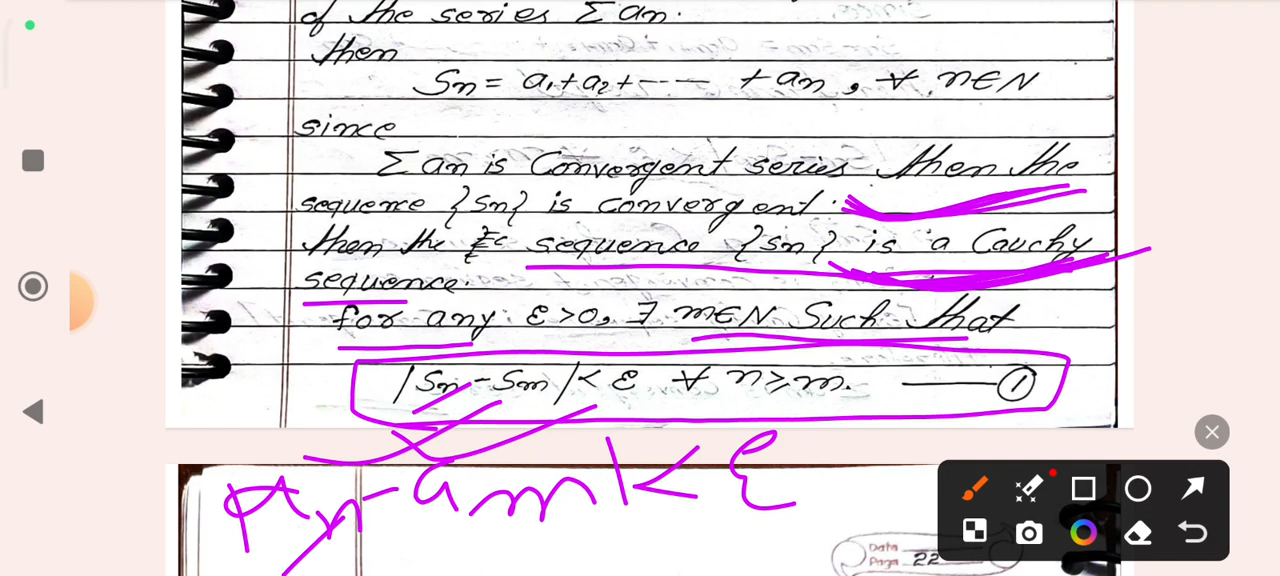 of the series Σan.
then
Sn = a1+a2+---- +an, ∀ n∈N
since
Σan is Convergent series then the
sequence {Sn} is convergent.
then the sequence {Sn} is a Cauchy
sequence.
for any ε>0, ∃ m∈N Such that
|Sn-Sm|<ε ∀ n≥m. ——①
an-am|<ε
Date
Page 22